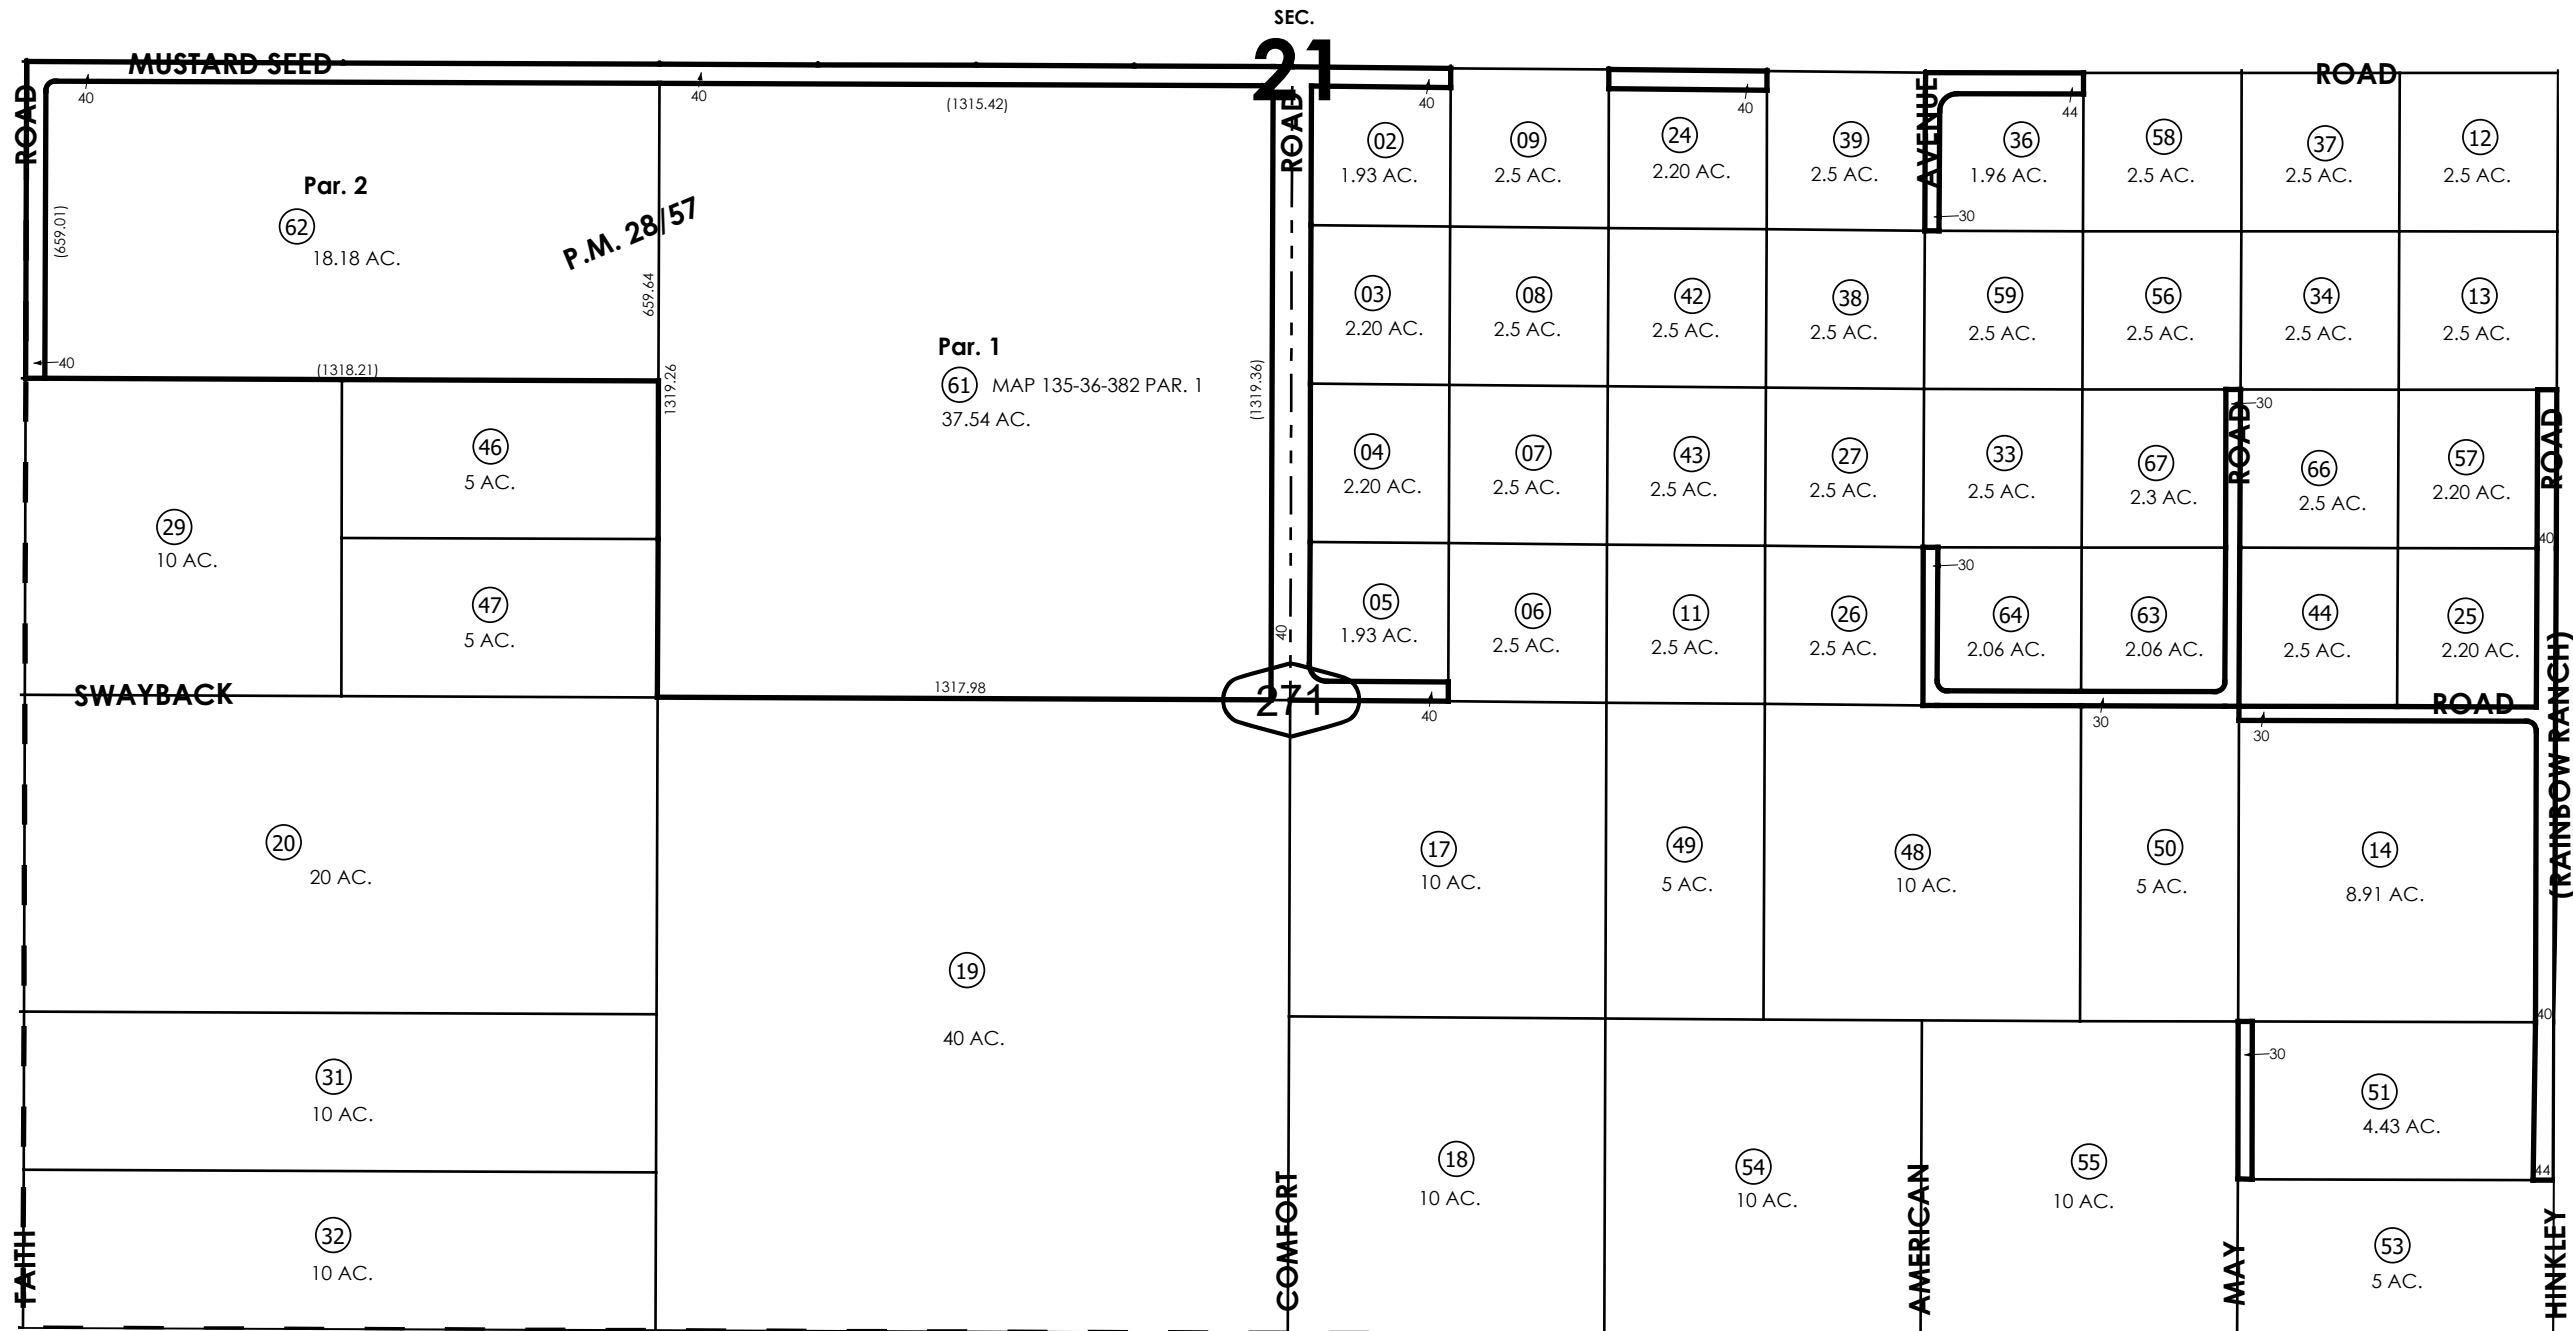 SEC.
21
MUSTARD SEED
ROAD
40
40
(1315.42)
40
40
44
ROAD
ROAD
AVENUE
Par. 2
62
18.18 AC.
(659.01)
P.M. 28/57
659.64
40
(1318.21)
1319.26
Par. 1
61 MAP 135-36-382 PAR. 1
37.54 AC.
(1319.36)
40
1317.98
02
1.93 AC.
09
2.5 AC.
24
2.20 AC.
39
2.5 AC.
36
1.96 AC.
58
2.5 AC.
37
2.5 AC.
12
2.5 AC.
30
03
2.20 AC.
08
2.5 AC.
42
2.5 AC.
38
2.5 AC.
59
2.5 AC.
56
2.5 AC.
34
2.5 AC.
13
2.5 AC.
30
ROAD
ROAD
04
2.20 AC.
07
2.5 AC.
43
2.5 AC.
27
2.5 AC.
33
2.5 AC.
67
2.3 AC.
66
2.5 AC.
57
2.20 AC.
40
30
05
1.93 AC.
06
2.5 AC.
11
2.5 AC.
26
2.5 AC.
64
2.06 AC.
63
2.06 AC.
44
2.5 AC.
25
2.20 AC.
46
5 AC.
29
10 AC.
47
5 AC.
SWAYBACK
271
40
30
30
ROAD
(RAINBOW RANCH)
20
20 AC.
19
40 AC.
17
10 AC.
49
5 AC.
48
10 AC.
50
5 AC.
14
8.91 AC.
40
30
31
10 AC.
51
4.43 AC.
44
18
10 AC.
54
10 AC.
55
10 AC.
32
10 AC.
53
5 AC.
FAITH
COMFORT
AMERICAN
MAY
HINKLEY